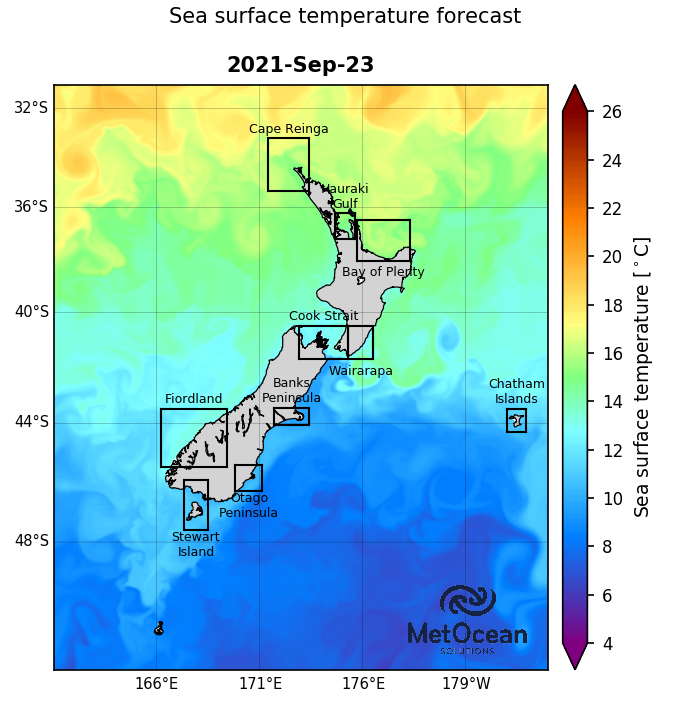 Sea surface temperature forecast
2021-Sep-23
32°S
36°S
40°S
44°S
48°S
166°E
171°E
176°E
179°W
Cape Reinga
Hauraki
Gulf
Bay of Plenty
Cook Strait
Wairarapa
Banks
Peninsula
Fiordland
Chatham
Islands
Otago
Peninsula
Stewart
Island
MetOcean
SOLUTIONS
26
24
22
20
18
16
14
12
10
8
6
4
Sea surface temperature [°C]